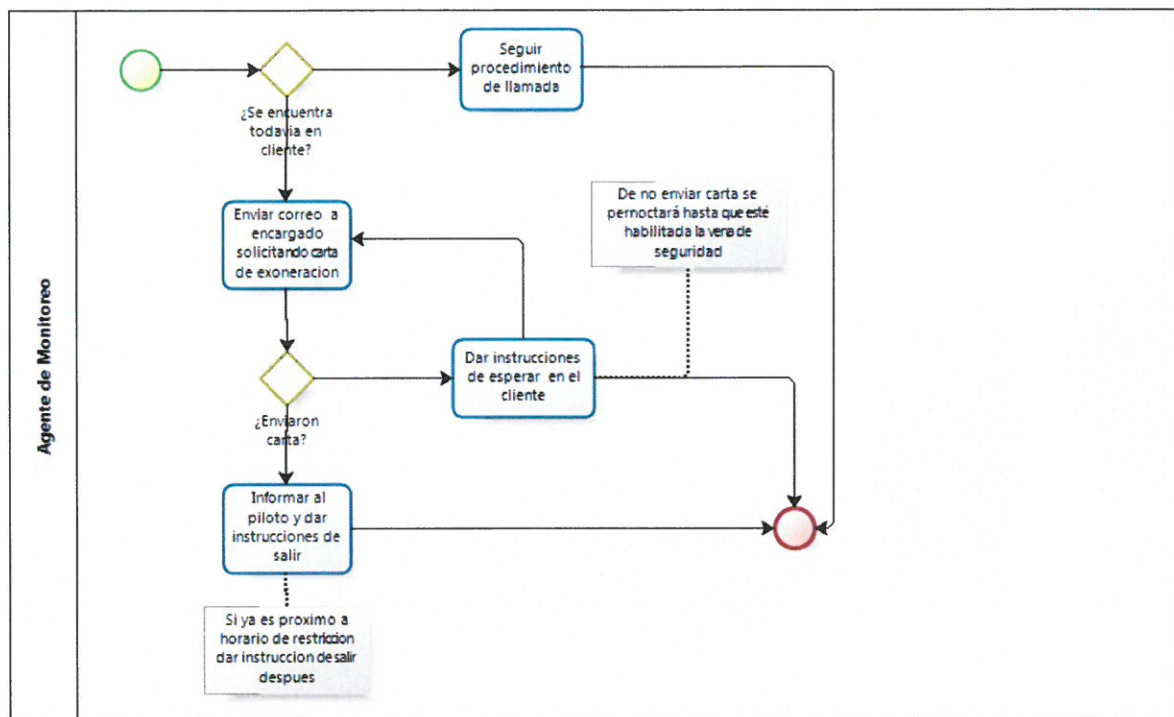 Agente de Monitoreo
Seguir
procedimiento
de llamada
¿Se encuentra
todavia en
cliente?
Enviar correo a
encargado
solicitando carta
de exoneracion
De no enviar carta se
pernoctará hasta que esté
habilitada la vena de
seguridad
Dar instrucciones
de esperar en el
cliente
¿Enviaron
carta?
Informar al
piloto y dar
instrucciones de
salir
Si ya es proximo a
horario de restriccion
dar instruccion de salir
despues